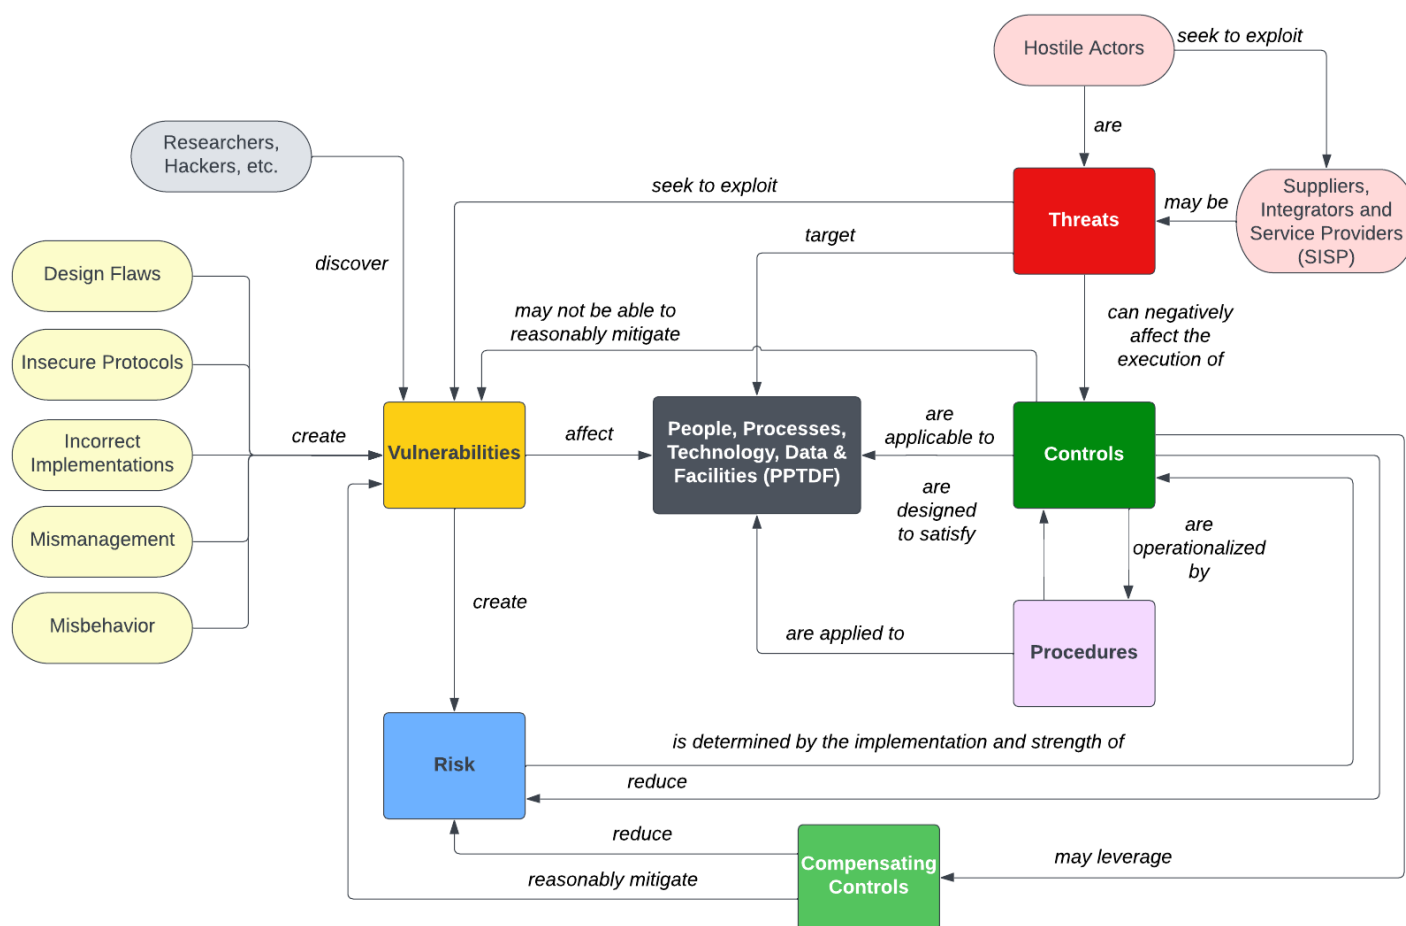 Hostile Actors
seek to exploit
are
Researchers,
Hackers, etc.
seek to exploit
Threats
may be
Suppliers,
Integrators and
Service Providers
(SISP)
target
discover
Design Flaws
may not be able to
reasonably mitigate
can negatively
affect the
execution of
Insecure Protocols
Incorrect
Implementations
create
Vulnerabilities
affect
People, Processes,
Technology, Data &
Facilities (PPTDF)
are
applicable to
Controls
are
designed
to satisfy
are
operationalized
by
Mismanagement
Misbehavior
create
are applied to
Procedures
Risk
is determined by the implementation and strength of
reduce
reduce
Compensating
Controls
may leverage
reasonably mitigate